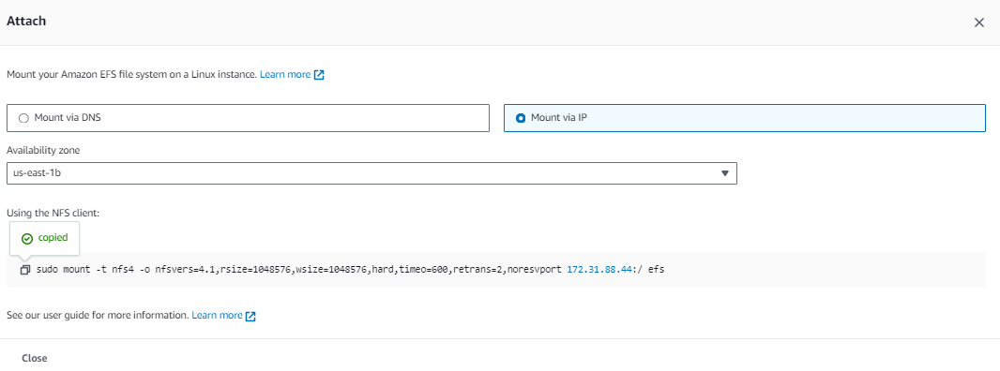 Attach
Mount your Amazon EFS file system on a Linux instance. Learn more
Mount via DNS
Mount via IP
Availability zone
us-east-1b
Using the NFS client:
copied
sudo mount -t nfs4 -o nfsvers=4.1,rsize=1048576,wsize=1048576,hard,timeo=600,retrans=2,noresvport 172.31.88.44:/ efs
See our user guide for more information. Learn more
Close